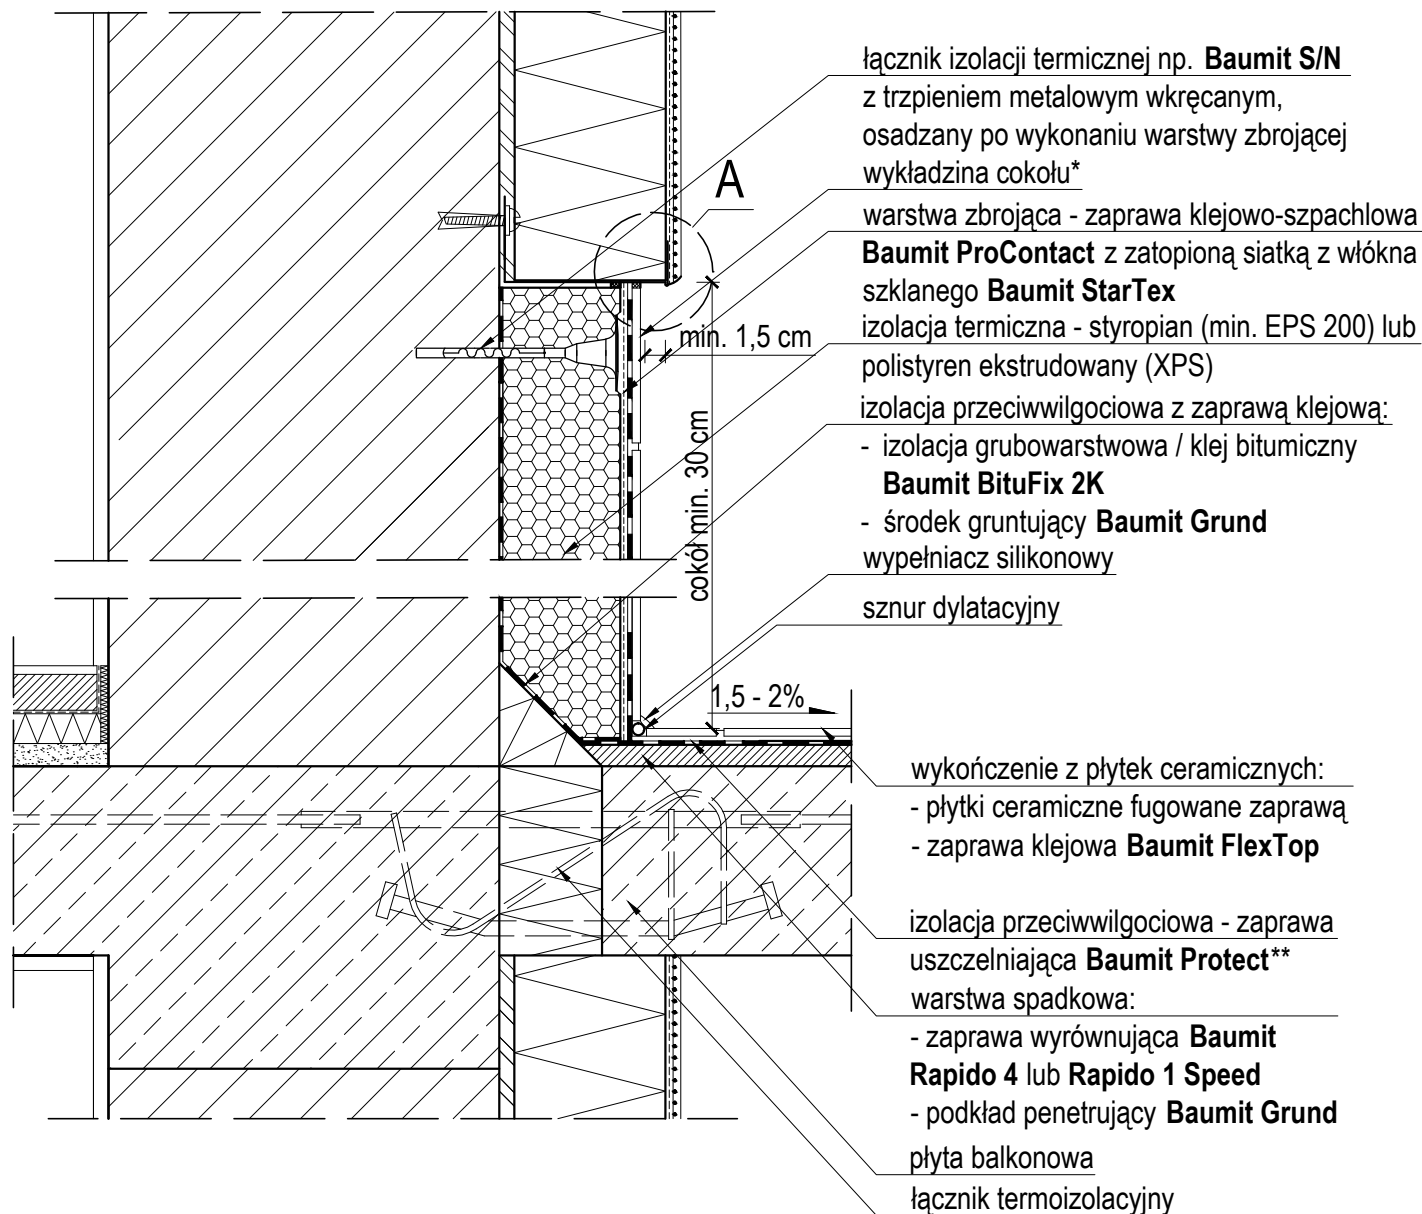 łącznik izolacji termicznej np. Baumit S/N
z trzpieniem metalowym wkręcanym,
osadzany po wykonaniu warstwy zbrojącej
wykładzina cokołu*
A
warstwa zbrojąca - zaprawa klejowo-szpachlowa
Baumit ProContact z zatopioną siatką z włókna
szklanego Baumit StarTex
izolacja termiczna - styropian (min. EPS 200) lub
polistyren ekstrudowany (XPS)
min. 1,5 cm
izolacja przeciwwilgociowa z zaprawą klejową:
- izolacja grubowarstwowa / klej bitumiczny
Baumit BituFix 2K
- środek gruntujący Baumit Grund
cokół min. 30 cm
wypełniacz silikonowy
sznur dylatacyjny
1,5 - 2%
wykończenie z płytek ceramicznych:
- płytki ceramiczne fugowane zaprawą
- zaprawa klejowa Baumit FlexTop
izolacja przeciwwilgociowa - zaprawa
uszczelniająca Baumit Protect**
warstwa spadkowa:
- zaprawa wyrównująca Baumit
Rapido 4 lub Rapido 1 Speed
- podkład penetrujący Baumit Grund
płyta balkonowa
łącznik termoizolacyjny